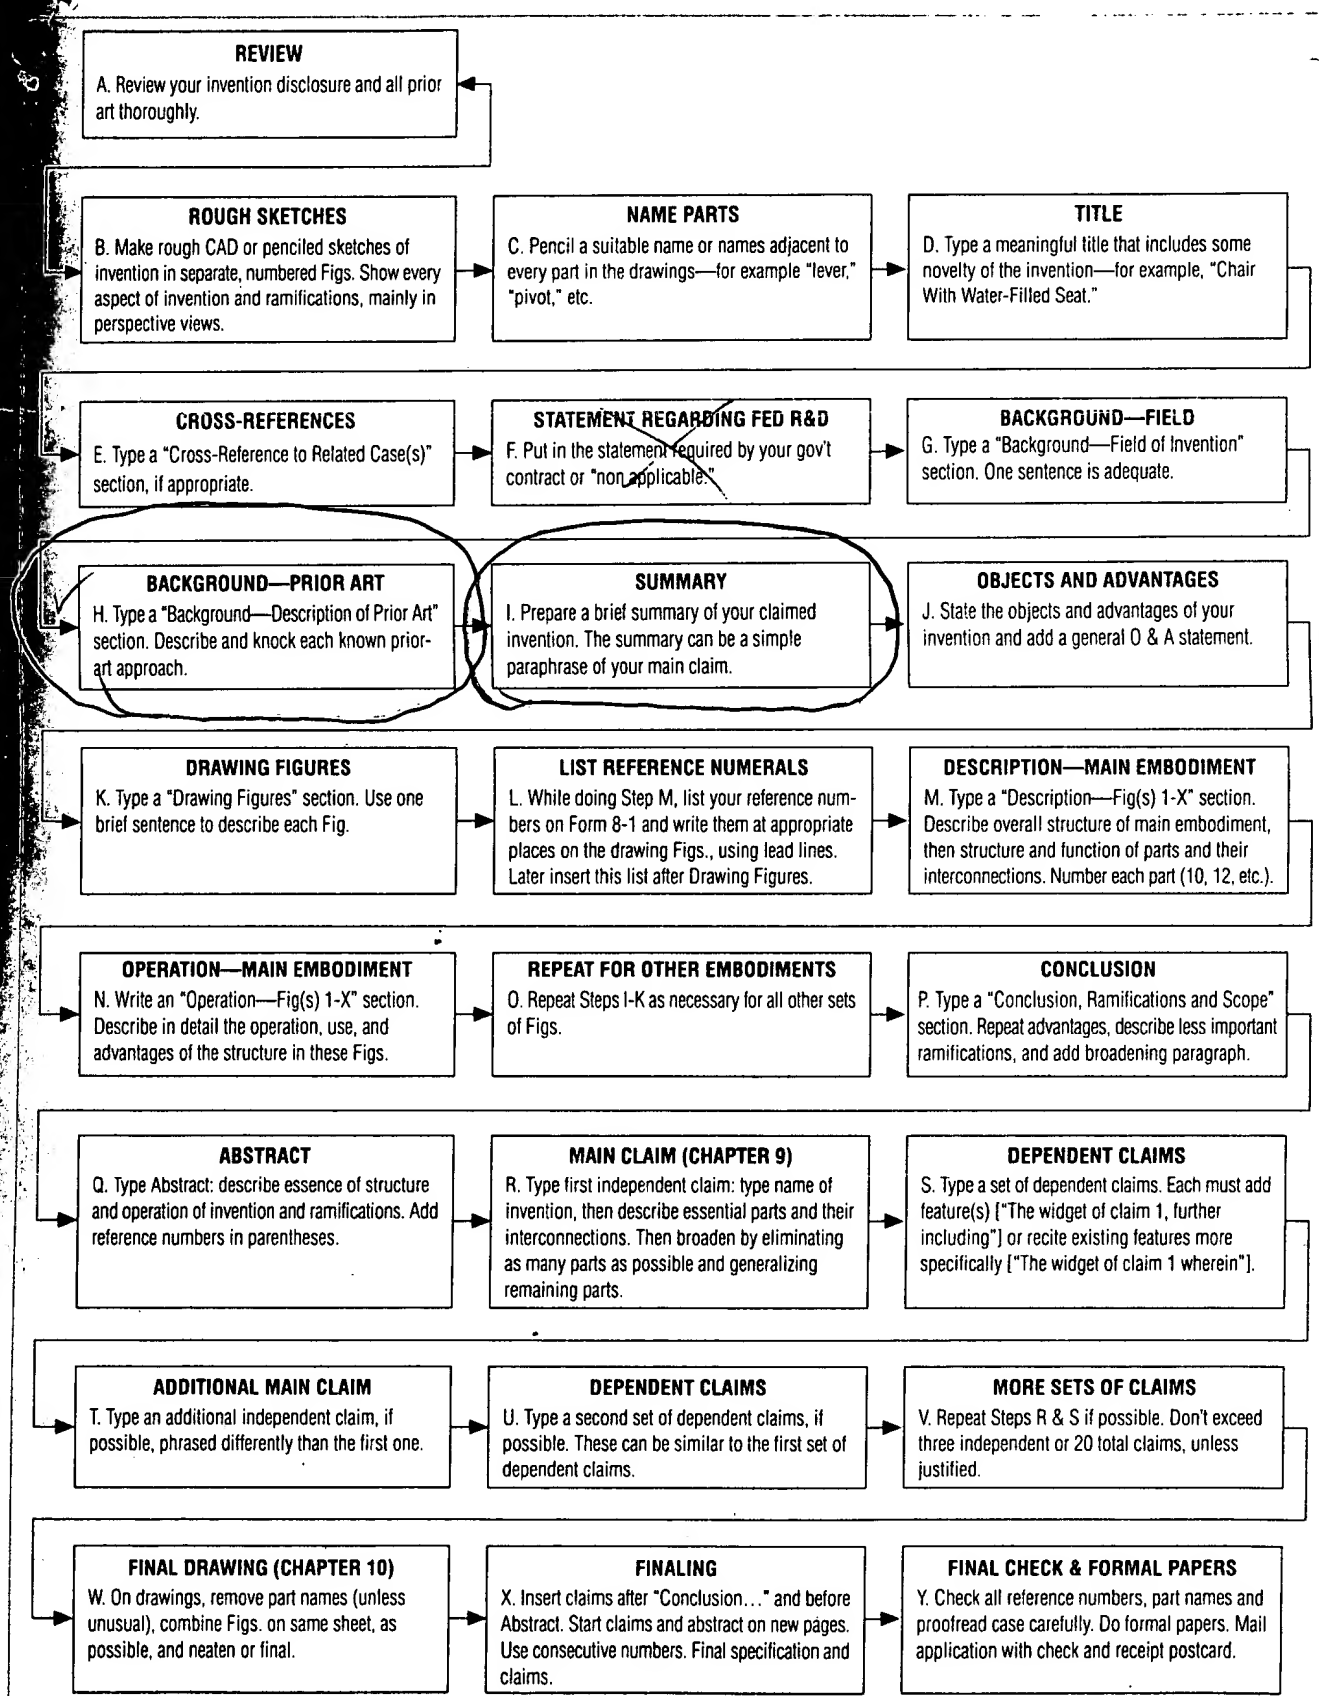 REVIEW
A. Review your invention disclosure and all prior
art thoroughly.
ROUGH SKETCHES
B. Make rough CAD or penciled sketches of
invention in separate, numbered Figs. Show every
aspect of invention and ramifications, mainly in
perspective views.
NAME PARTS
C. Pencil a suitable name or names adjacent to
every part in the drawings—for example "lever,"
"pivot," etc.
TITLE
D. Type a meaningful title that includes some
novelty of the invention—for example, "Chair
With Water-Filled Seat."
CROSS-REFERENCES
E. Type a "Cross-Reference to Related Case(s)"
section, if appropriate.
STATEMENT REGARDING FED R&D
F. Put in the statement required by your gov't
contract or "non applicable."
BACKGROUND—FIELD
G. Type a "Background—Field of Invention"
section. One sentence is adequate.
BACKGROUND—PRIOR ART
H. Type a "Background—Description of Prior Art"
section. Describe and knock each known prior-
art approach.
SUMMARY
I. Prepare a brief summary of your claimed
invention. The summary can be a simple
paraphrase of your main claim.
OBJECTS AND ADVANTAGES
J. State the objects and advantages of your
invention and add a general O & A statement.
DRAWING FIGURES
K. Type a "Drawing Figures" section. Use one
brief sentence to describe each Fig.
LIST REFERENCE NUMERALS
L. While doing Step M, list your reference num-
bers on Form 8-1 and write them at appropriate
places on the drawing Figs., using lead lines.
Later insert this list after Drawing Figures.
DESCRIPTION—MAIN EMBODIMENT
M. Type a "Description—Fig(s) 1-X" section.
Describe overall structure of main embodiment,
then structure and function of parts and their
interconnections. Number each part (10, 12, etc.).
OPERATION—MAIN EMBODIMENT
N. Write an "Operation—Fig(s) 1-X" section.
Describe in detail the operation, use, and
advantages of the structure in these Figs.
REPEAT FOR OTHER EMBODIMENTS
O. Repeat Steps I-K as necessary for all other sets
of Figs.
CONCLUSION
P. Type a "Conclusion, Ramifications and Scope"
section. Repeat advantages, describe less important
ramifications, and add broadening paragraph.
ABSTRACT
Q. Type Abstract: describe essence of structure
and operation of invention and ramifications. Add
reference numbers in parentheses.
MAIN CLAIM (CHAPTER 9)
R. Type first independent claim: type name of
invention, then describe essential parts and their
interconnections. Then broaden by eliminating
as many parts as possible and generalizing
remaining parts.
DEPENDENT CLAIMS
S. Type a set of dependent claims. Each must add
feature(s) ["The widget of claim 1, further
including"] or recite existing features more
specifically ["The widget of claim 1 wherein"].
ADDITIONAL MAIN CLAIM
T. Type an additional independent claim, if
possible, phrased differently than the first one.
DEPENDENT CLAIMS
U. Type a second set of dependent claims, if
possible. These can be similar to the first set of
dependent claims.
MORE SETS OF CLAIMS
V. Repeat Steps R & S if possible. Don't exceed
three independent or 20 total claims, unless
justified.
FINAL DRAWING (CHAPTER 10)
W. On drawings, remove part names (unless
unusual), combine Figs. on same sheet, as
possible, and neaten or final.
FINALING
X. Insert claims after "Conclusion..." and before
Abstract. Start claims and abstract on new pages.
Use consecutive numbers. Final specification and
claims.
FINAL CHECK & FORMAL PAPERS
Y. Check all reference numbers, part names and
proofread case carefully. Do formal papers. Mail
application with check and receipt postcard.